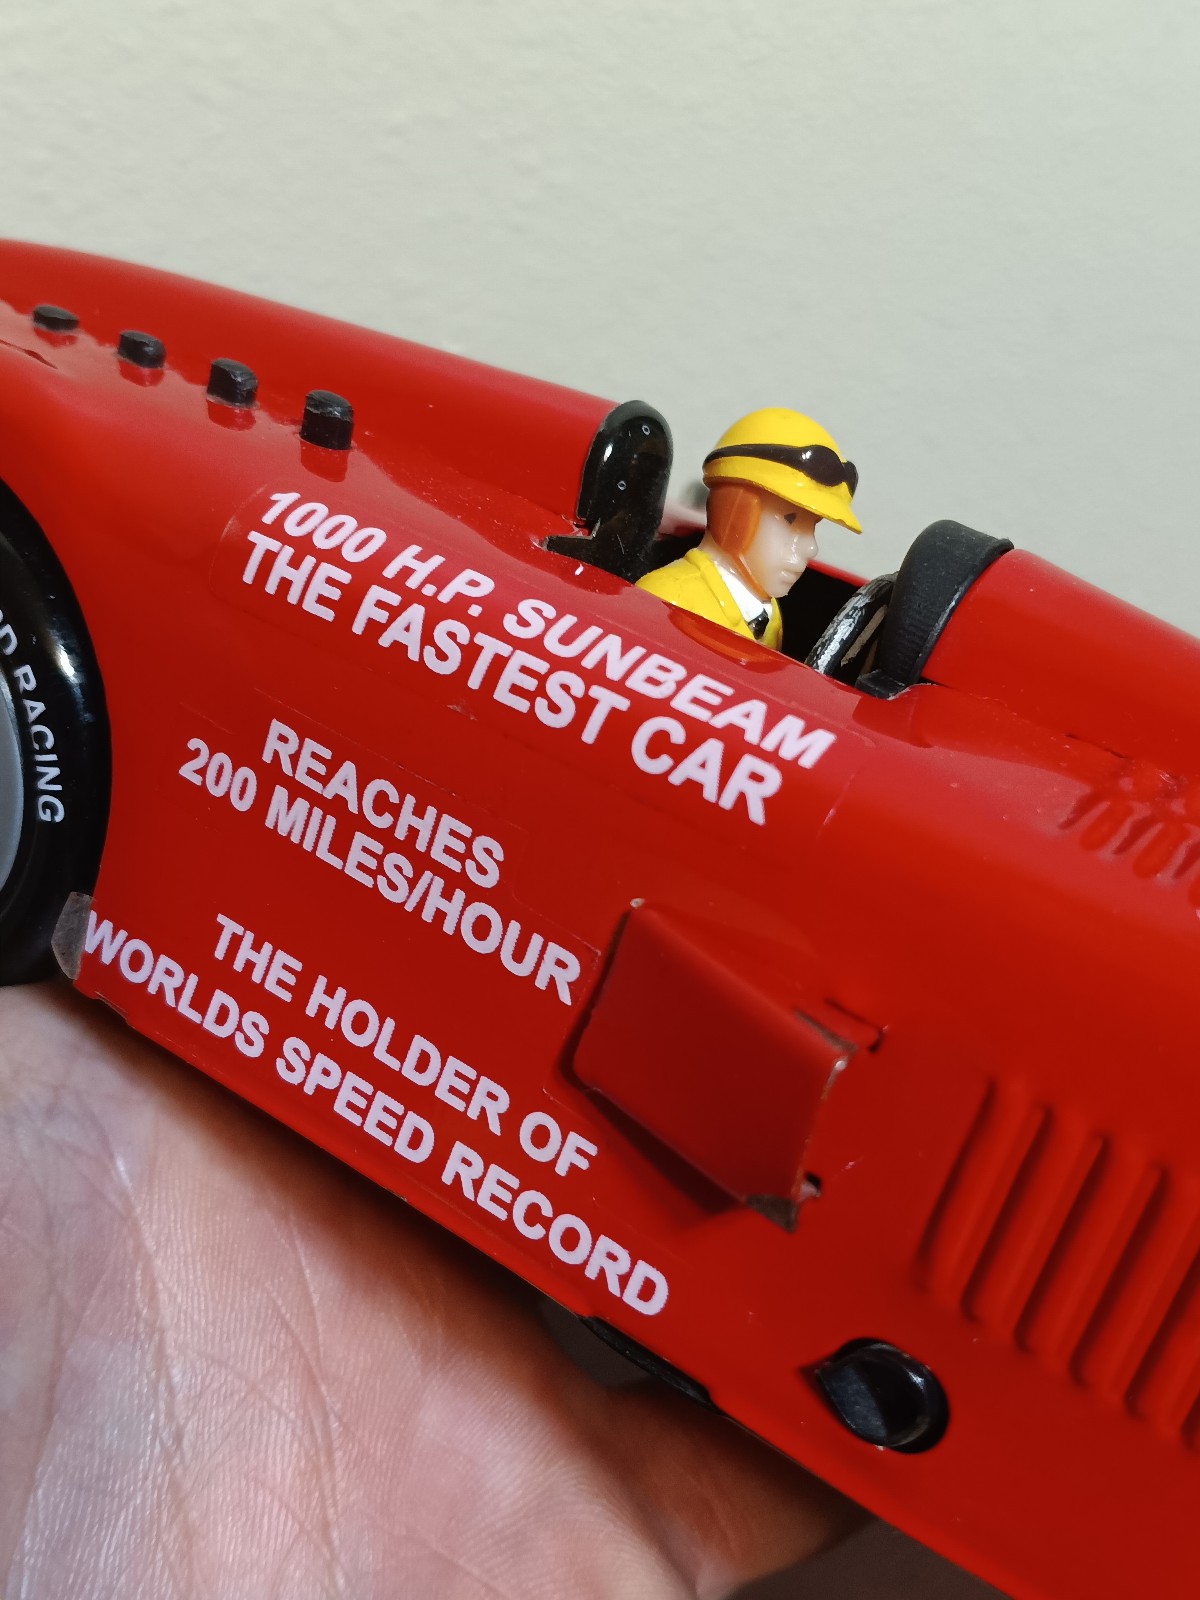 1000 H.P. SUNBEAM
THE FASTEST CAR
REACHES
200 MILES/HOUR
THE HOLDER OF
WORLDS SPEED RECORD
RACING